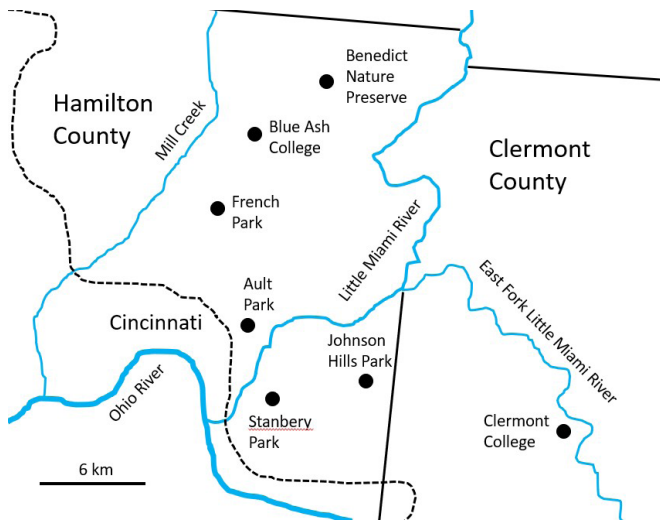 Benedict
Nature
Preserve
Hamilton
County
Mill Creek
Blue Ash
College
Clermont
County
French
Park
Little Miami River
East Fork Little Miami River
Ault
Park
Cincinnati
Johnson
Hills Park
Ohio River
Stanbery
Park
Clermont
College
6 km